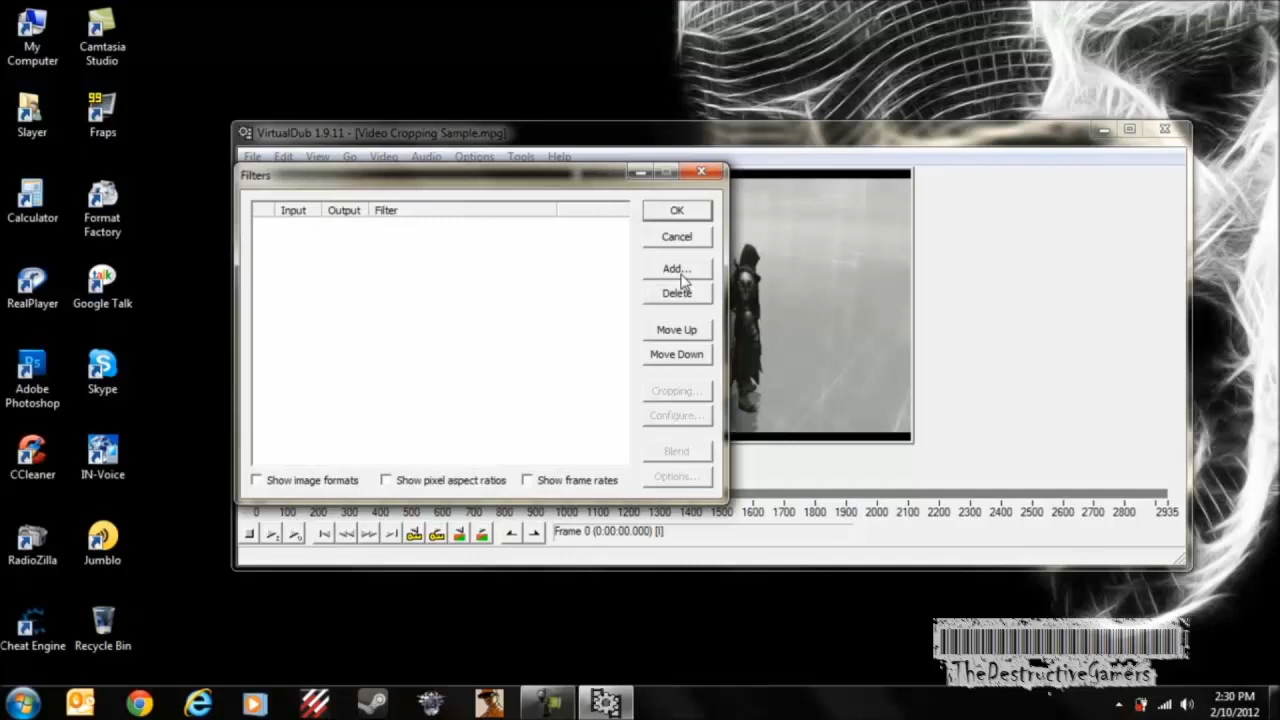 My Computer
Camtasia Studio
Slayer
99
Fraps
Calculator
Format Factory
RealPlayer
talk
Google Talk
Ps
Adobe Photoshop
Skype
CCleaner
IN-Voice
RadioZilla
Jumblo
Cheat Engine
Recycle Bin
VirtualDub 1.9.11 - [Video Cropping Sample.mpg]
File Edit View Go Video Audio Options Tools Help
Filters
Input Output Filter
OK
Cancel
Add...
Delete
Move Up
Move Down
Cropping...
Configure...
Blend
Options...
Show image formats Show pixel aspect ratios Show frame rates
0 100 200 300 400 500 600 700 800 900 1000 1100 1200 1300 1400 1500 1600 1700 1800 1900 2000 2100 2200 2300 2400 2500 2600 2700 2800 2935
Frame 0 (0:00:00.000) [I]
TheDestructiveGamers
2:30 PM
2/10/2012